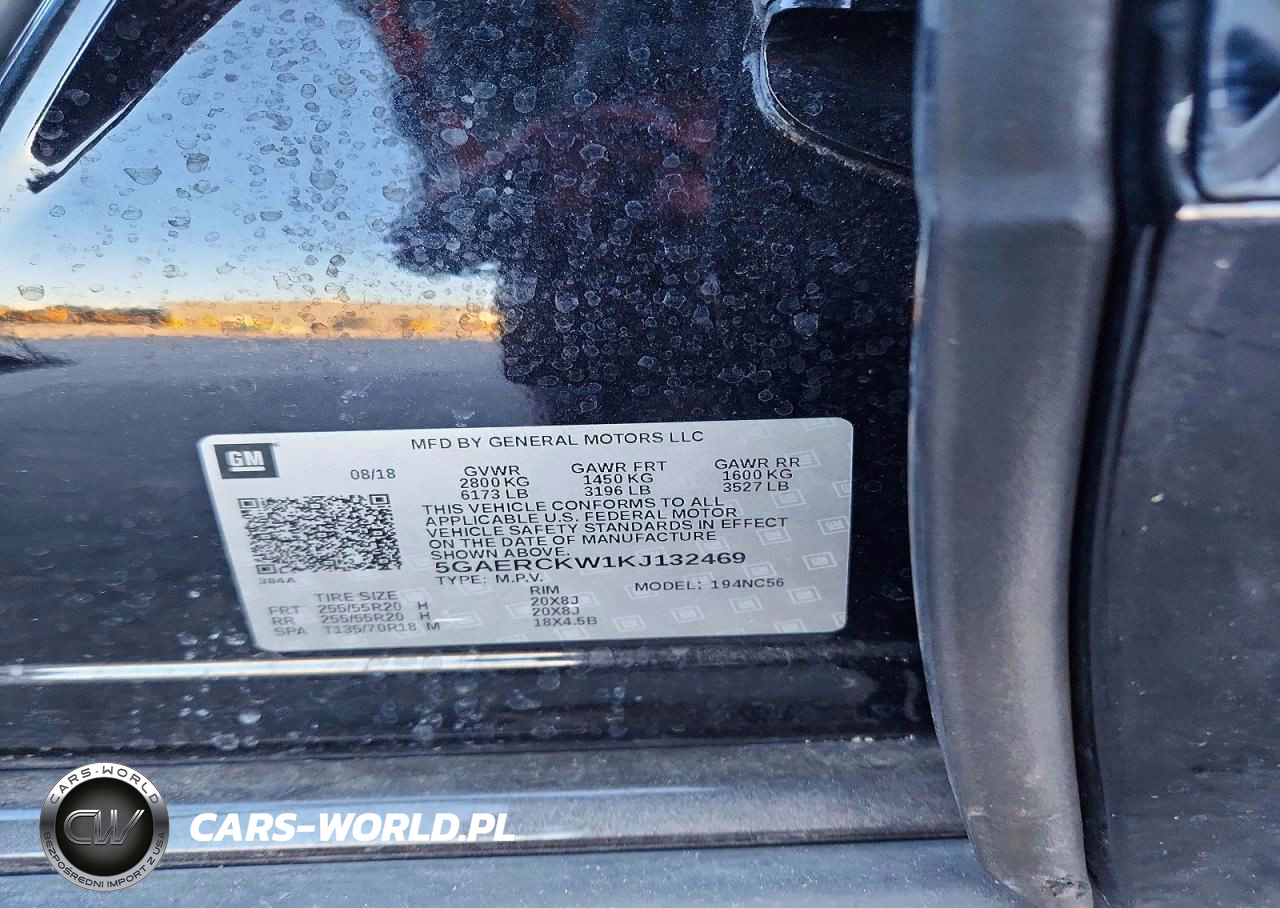 GM
MFD BY GENERAL MOTORS LLC
08/18
GVWR GAWR FRT GAWR RR
2800 KG 1450 KG 1600 KG
6173 LB 3196 LB 3527 LB
THIS VEHICLE CONFORMS TO ALL
APPLICABLE U.S. FEDERAL MOTOR
VEHICLE SAFETY STANDARDS IN EFFECT
ON THE DATE OF MANUFACTURE
SHOWN ABOVE.
5GAERCKW1KJ132469
384A
TYPE: M.P.V. MODEL: 194NC56
TIRE SIZE RIM
FRT 255/55R20 H 20X8J
RR 255/55R20 H 20X8J
SPA T135/70R18 M 18X4.5B
CARS-WORLD
CW
BEZPOŚREDNI IMPORT Z USA
CARS-WORLD.PL